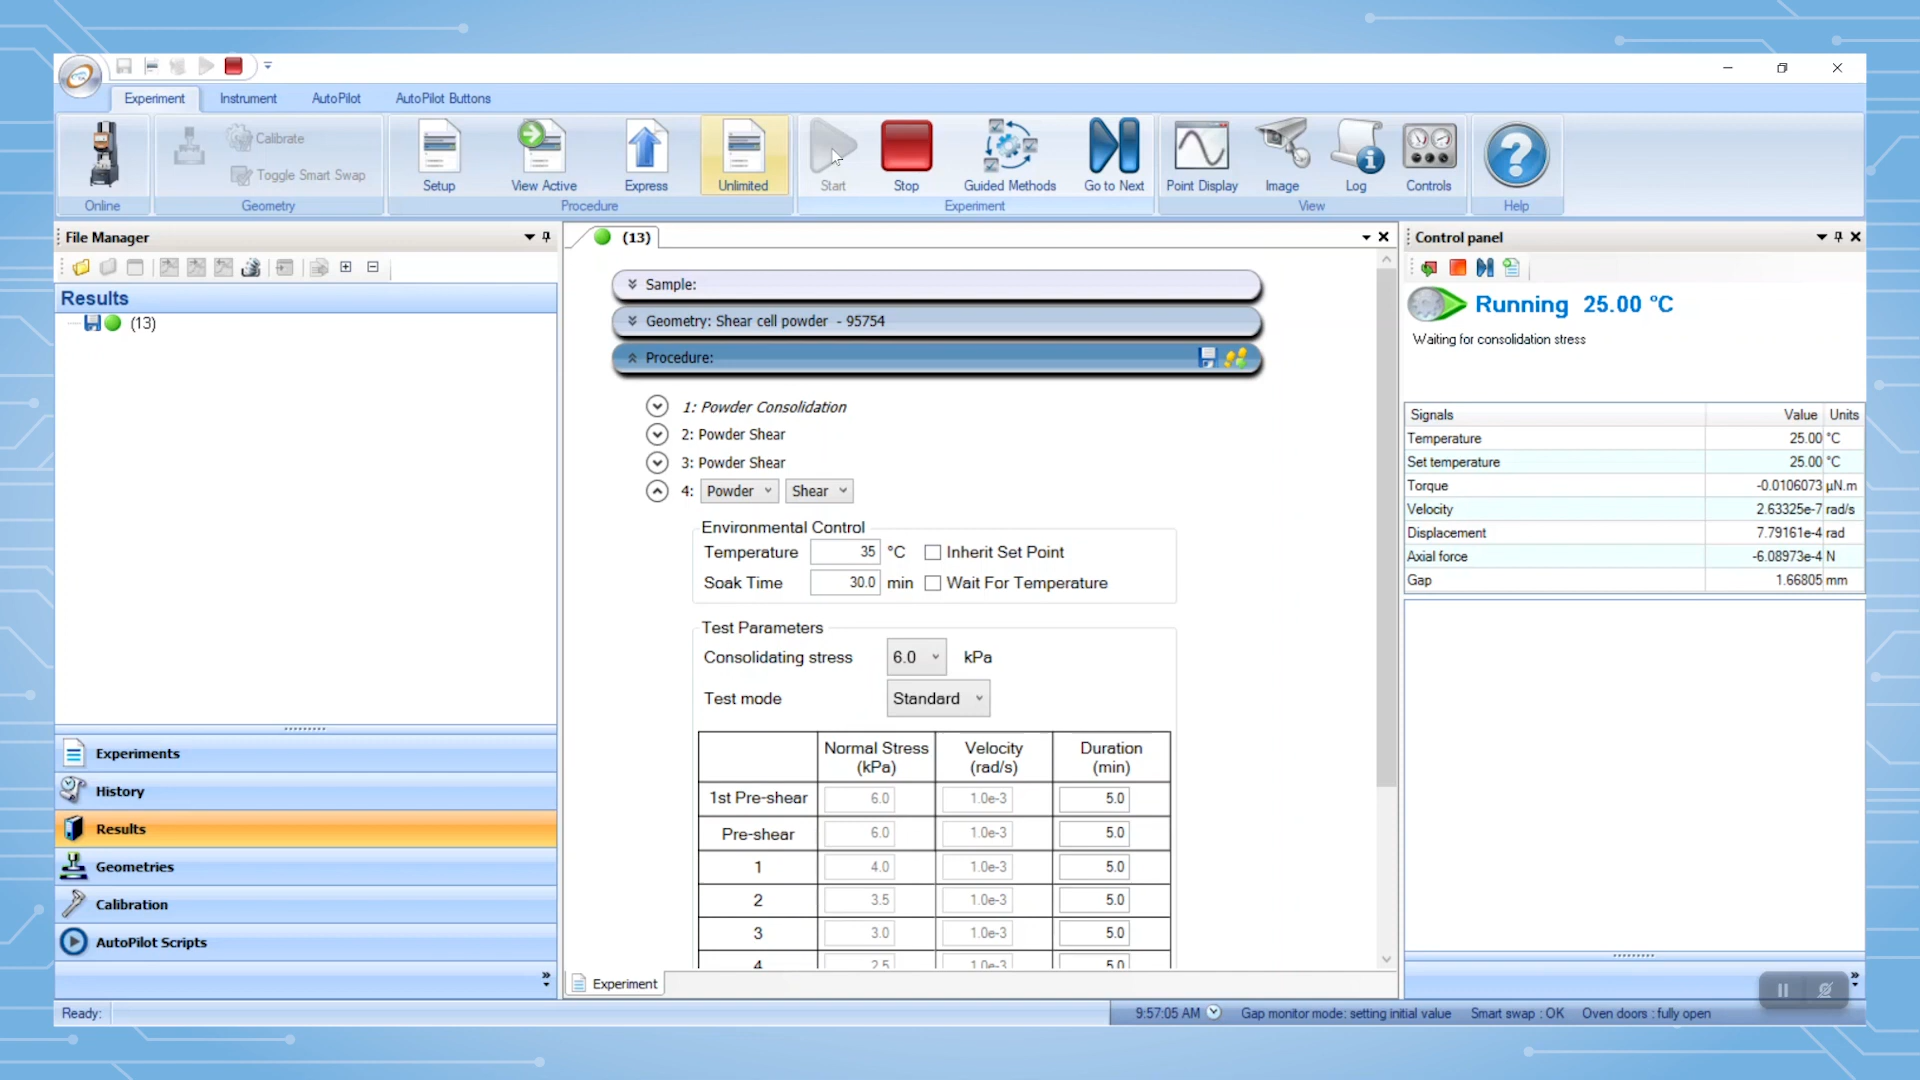 Experiment Instrument AutoPilot AutoPilot Buttons
Calibrate
Toggle Smart Swap
Setup View Active Express Unlimited Start Stop Guided Methods Go to Next Point Display Image Log Controls
Online Geometry Procedure Experiment View Help
File Manager
Results
(13)
Experiments
History
Results
Geometries
Calibration
AutoPilot Scripts
(13)
Sample:
Geometry: Shear cell powder - 95754
Procedure:
1: Powder Consolidation
2: Powder Shear
3: Powder Shear
4: Powder Shear
Environmental Control
Temperature 35 °C Inherit Set Point
Soak Time 30.0 min Wait For Temperature
Test Parameters
Consolidating stress 6.0 kPa
Test mode Standard
Normal Stress (kPa) Velocity (rad/s) Duration (min)
1st Pre-shear 6.0 1.0e-3 5.0
Pre-shear 6.0 1.0e-3 5.0
1 4.0 1.0e-3 5.0
2 3.5 1.0e-3 5.0
3 3.0 1.0e-3 5.0
4 2.5 1.0e-3 5.0
Experiment
Control panel
Running 25.00 °C
Waiting for consolidation stress
Signals Value Units
Temperature 25.00 °C
Set temperature 25.00 °C
Torque -0.0106073 µN.m
Velocity 2.63325e-7 rad/s
Displacement 7.79161e-4 rad
Axial force -6.08973e-4 N
Gap 1.66805 mm
Ready: 9:57:05 AM Gap monitor mode: setting initial value Smart swap : OK Oven doors : fully open